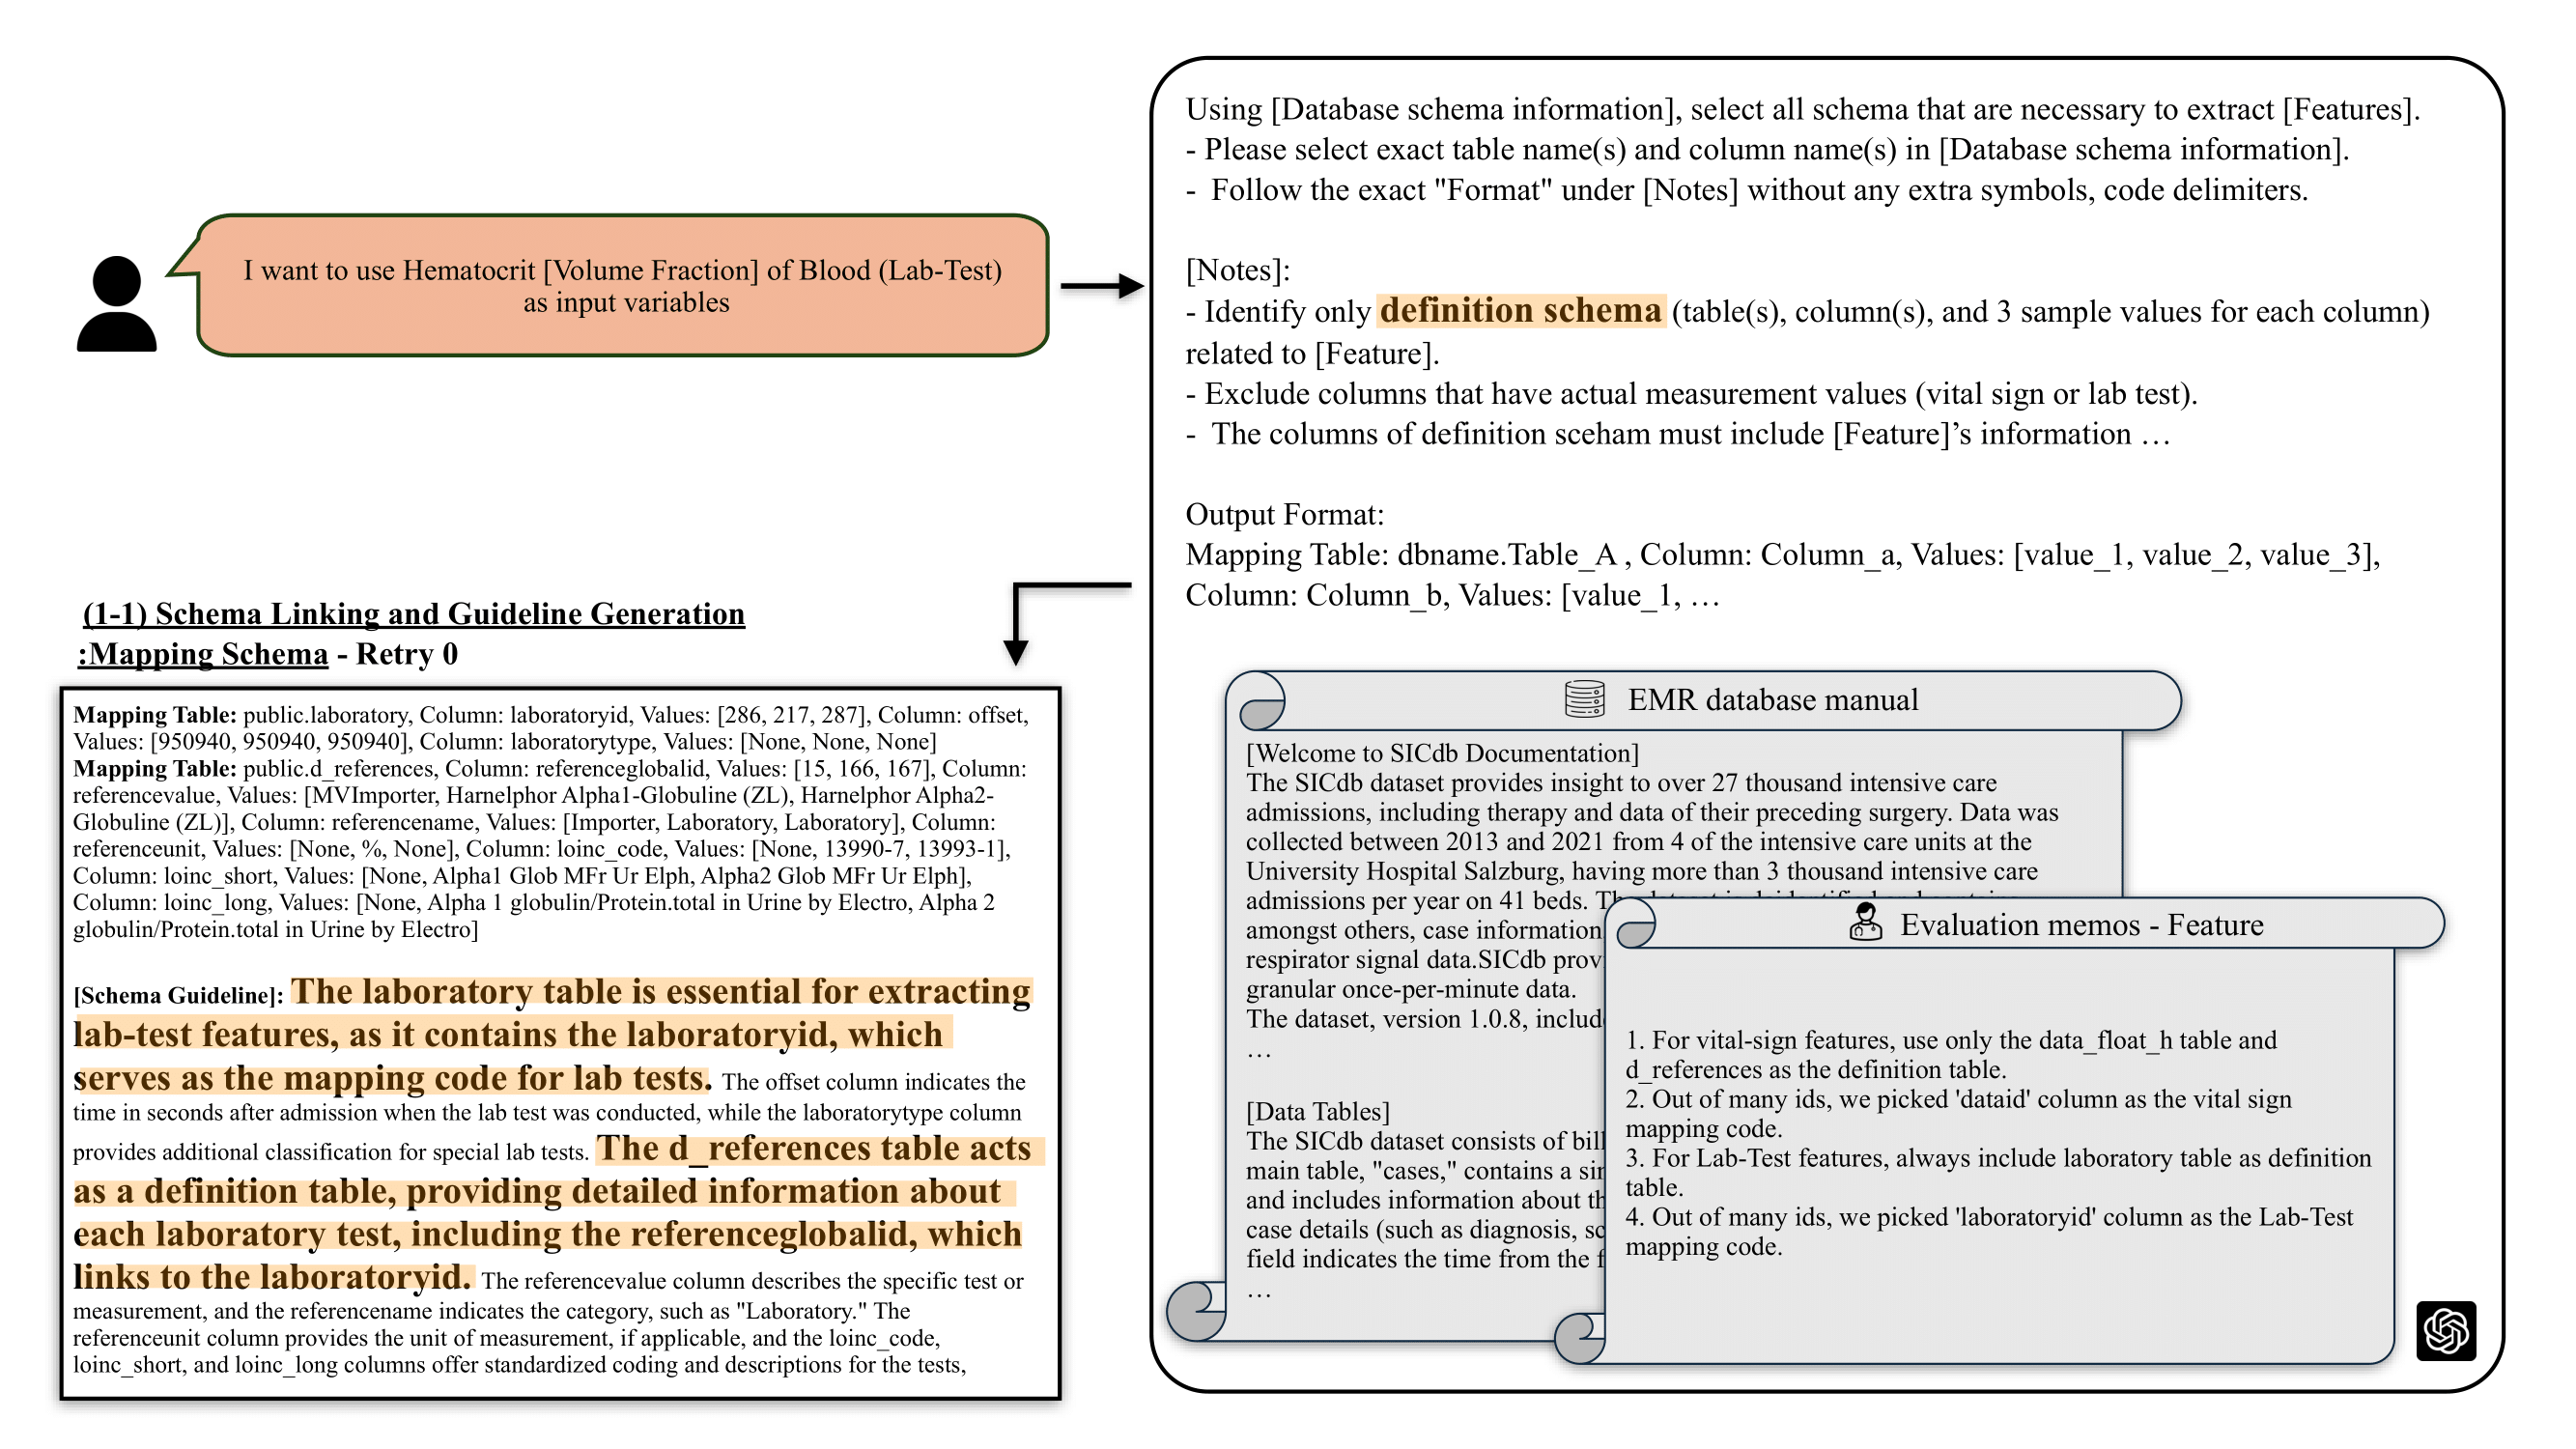 I want to use Hematocrit [Volume Fraction] of Blood (Lab-Test)
as input variables
Using [Database schema information], select all schema that are necessary to extract [Features].
- Please select exact table name(s) and column name(s) in [Database schema information].
-  Follow the exact "Format" under [Notes] without any extra symbols, code delimiters.
[Notes]:
- Identify only definition schema (table(s), column(s), and 3 sample values for each column)
related to [Feature].
- Exclude columns that have actual measurement values (vital sign or lab test).
-  The columns of definition sceham must include [Feature]’s information …
Output Format:
Mapping Table: dbname.Table_A , Column: Column_a, Values: [value_1, value_2, value_3],
Column: Column_b, Values: [value_1, …
EMR database manual
[Welcome to SICdb Documentation]
The SICdb dataset provides insight to over 27 thousand intensive care
admissions, including therapy and data of their preceding surgery. Data was
collected between 2013 and 2021 from 4 of the intensive care units at the
University Hospital Salzburg, having more than 3 thousand intensive care
admissions per year on 41 beds.
amongst others, case information
respirator signal data.SICdb prov
granular once-per-minute data.
The dataset, version 1.0.8, includ
…
[Data Tables]
The SICdb dataset consists of bill
main table, "cases," contains a sin
and includes information about th
case details (such as diagnosis, sc
field indicates the time from the f
…
Evaluation memos - Feature
1. For vital-sign features, use only the data_float_h table and
d_references as the definition table.
2. Out of many ids, we picked 'dataid' column as the vital sign
mapping code.
3. For Lab-Test features, always include laboratory table as definition
table.
4. Out of many ids, we picked 'laboratoryid' column as the Lab-Test
mapping code.
(1-1) Schema Linking and Guideline Generation
:Mapping Schema - Retry 0
Mapping Table: public.laboratory, Column: laboratoryid, Values: [286, 217, 287], Column: offset,
Values: [950940, 950940, 950940], Column: laboratorytype, Values: [None, None, None]
Mapping Table: public.d_references, Column: referenceglobalid, Values: [15, 166, 167], Column:
referencevalue, Values: [MVImporter, Harnelphor Alpha1-Globuline (ZL), Harnelphor Alpha2-
Globuline (ZL)], Column: referencename, Values: [Importer, Laboratory, Laboratory], Column:
referenceunit, Values: [None, %, None], Column: loinc_code, Values: [None, 13990-7, 13993-1],
Column: loinc_short, Values: [None, Alpha1 Glob MFr Ur Elph, Alpha2 Glob MFr Ur Elph],
Column: loinc_long, Values: [None, Alpha 1 globulin/Protein.total in Urine by Electro, Alpha 2
globulin/Protein.total in Urine by Electro]
[Schema Guideline]: The laboratory table is essential for extracting
lab-test features, as it contains the laboratoryid, which
serves as the mapping code for lab tests. The offset column indicates the
time in seconds after admission when the lab test was conducted, while the laboratorytype column
provides additional classification for special lab tests. The d_references table acts
as a definition table, providing detailed information about
each laboratory test, including the referenceglobalid, which
links to the laboratoryid. The referencevalue column describes the specific test or
measurement, and the referencename indicates the category, such as "Laboratory." The
referenceunit column provides the unit of measurement, if applicable, and the loinc_code,
loinc_short, and loinc_long columns offer standardized coding and descriptions for the tests,